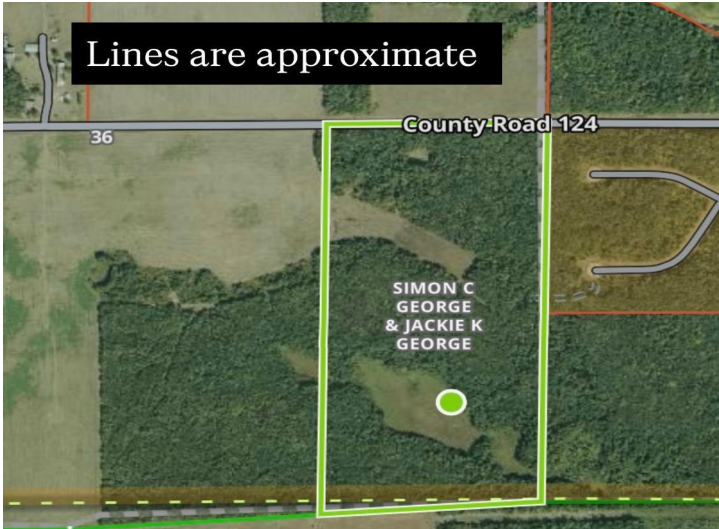 Lines are approximate
County Road 124
36
SIMON C
GEORGE
& JACKIE K
GEORGE